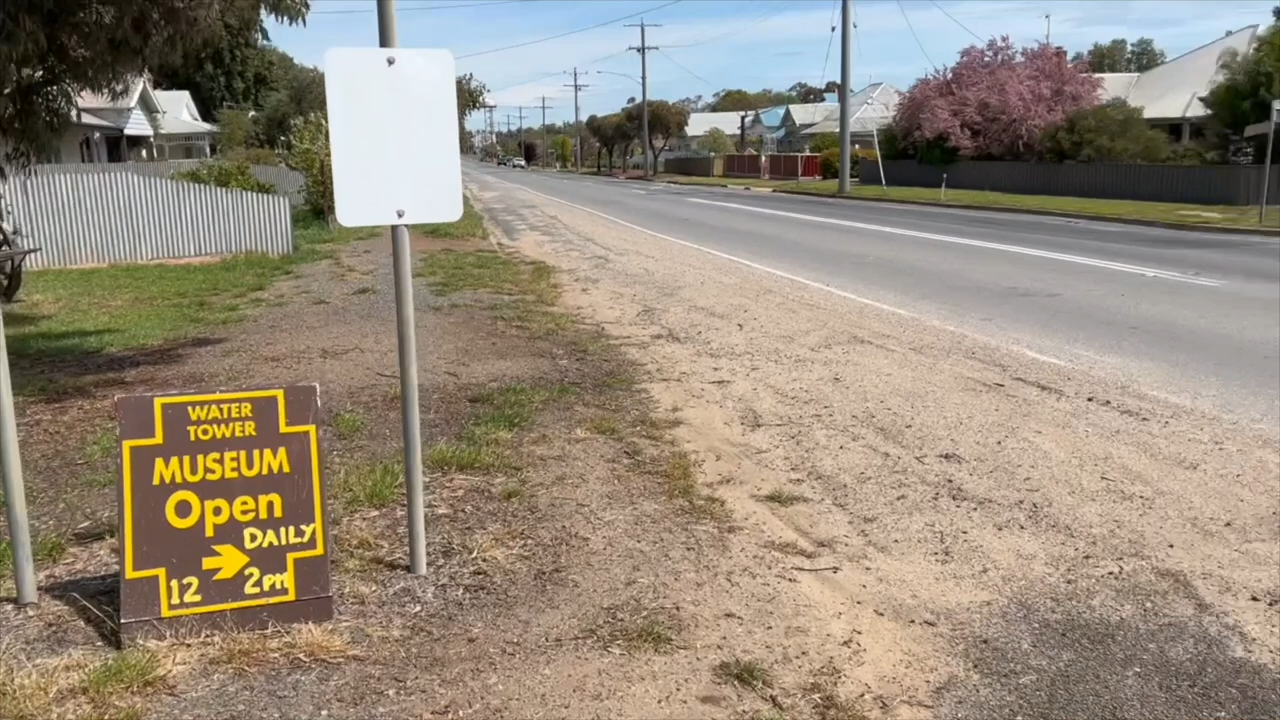 WATER
TOWER
MUSEUM
Open
DAILY
12 → 2PM